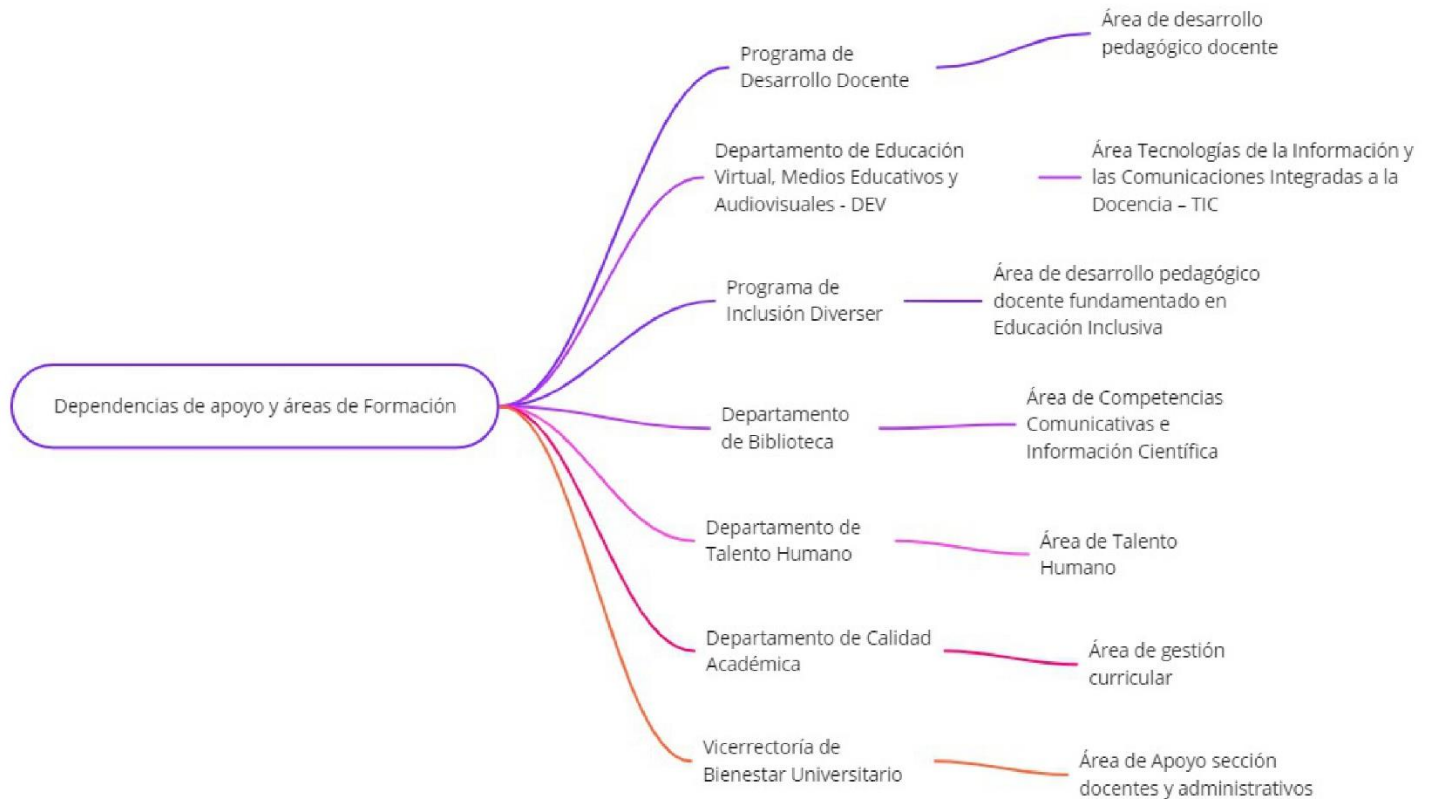 Dependencias de apoyo y áreas de Formación
Programa de
Desarrollo Docente
Área de desarrollo
pedagógico docente
Departamento de Educación
Virtual, Medios Educativos y
Audiovisuales - DEV
Área Tecnologías de la Información y
las Comunicaciones Integradas a la
Docencia – TIC
Programa de
Inclusión Diverser
Área de desarrollo pedagógico
docente fundamentado en
Educación Inclusiva
Departamento
de Biblioteca
Área de Competencias
Comunicativas e
Información Científica
Departamento de
Talento Humano
Área de Talento
Humano
Departamento de Calidad
Académica
Área de gestión
curricular
Vicerrectoría de
Bienestar Universitario
Área de Apoyo sección
docentes y administrativos